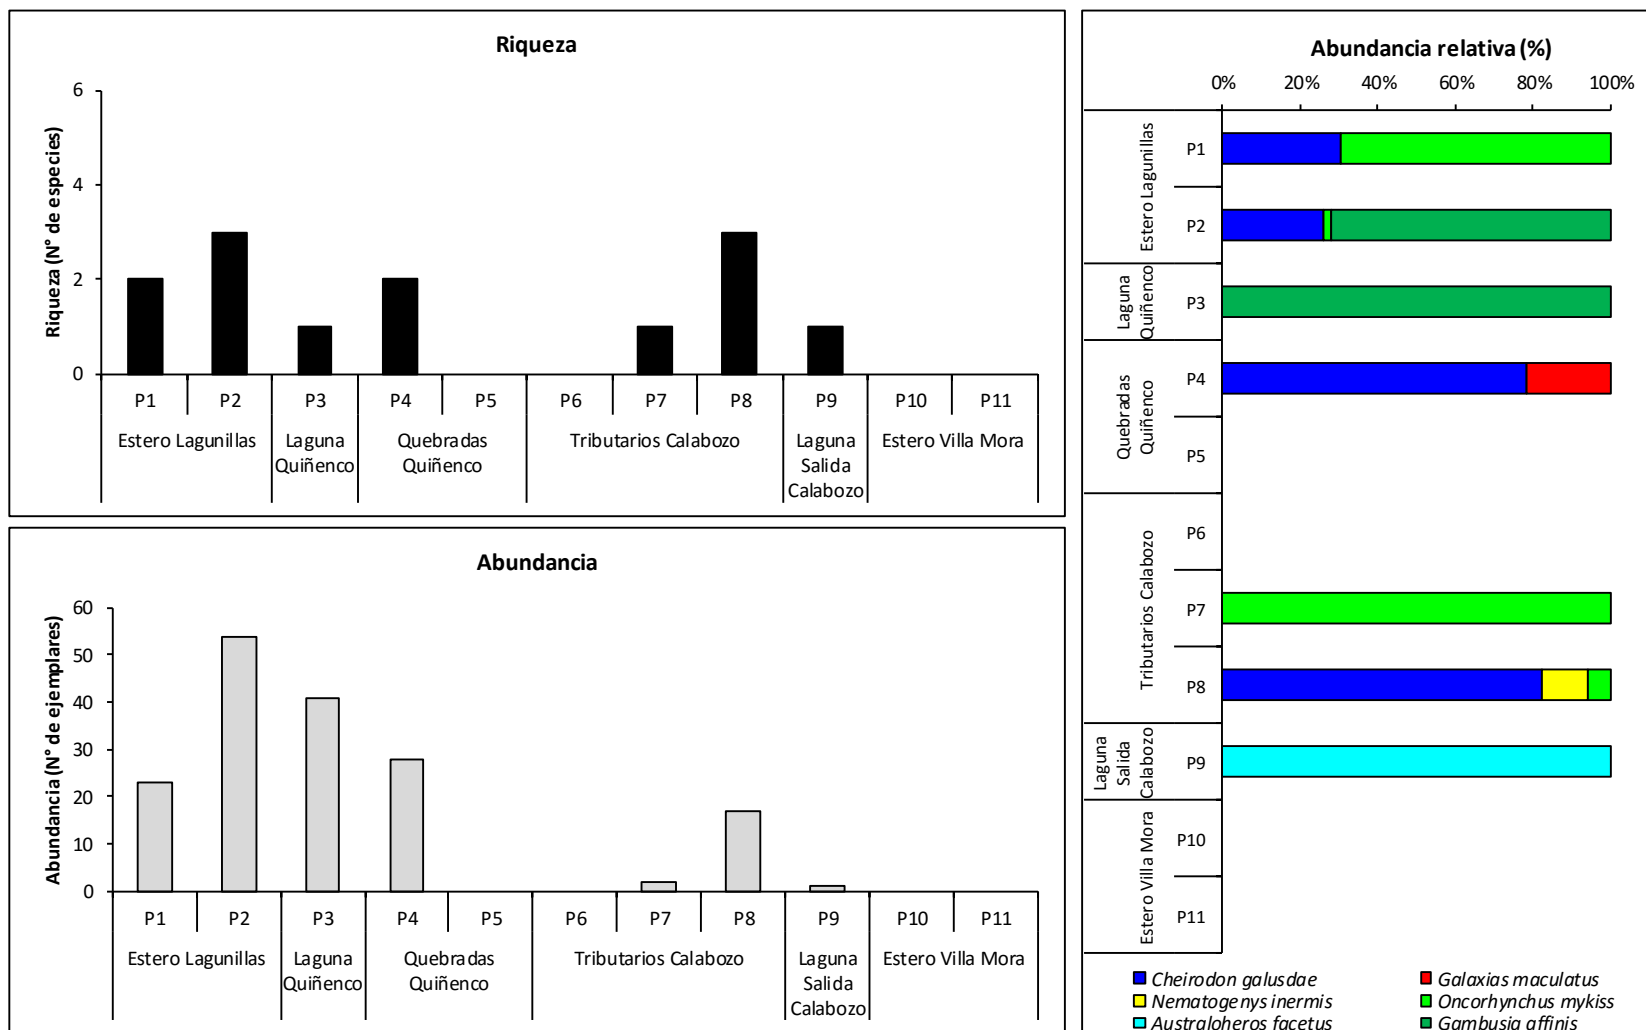 Riqueza
Riqueza (N° de especies)
6
4
2
0
P1 P2 P3 P4 P5 P6 P7 P8 P9 P10 P11
Estero Lagunillas
Laguna
Quiñenco
Quebradas
Quiñenco
Tributarios Calabozo
Laguna
Salida
Calabozo
Estero Villa Mora
Abundancia
Abundancia (N° de ejemplares)
60
50
40
30
20
10
0
P1 P2 P3 P4 P5 P6 P7 P8 P9 P10 P11
Estero Lagunillas
Laguna
Quiñenco
Quebradas
Quiñenco
Tributarios Calabozo
Laguna
Salida
Calabozo
Estero Villa Mora
Abundancia relativa (%)
0% 20% 40% 60% 80% 100%
Estero Lagunillas
P1
P2
Laguna
Quiñenco
P3
Quebradas
Quiñenco
P4
P5
Tributarios Calabozo
P6
P7
P8
Laguna
Salida
Calabozo
P9
Estero Villa Mora
P10
P11
Cheirodon galusdae
Galaxias maculatus
Nematogenys inermis
Oncorhynchus mykiss
Australoheros facetus
Gambusia affinis